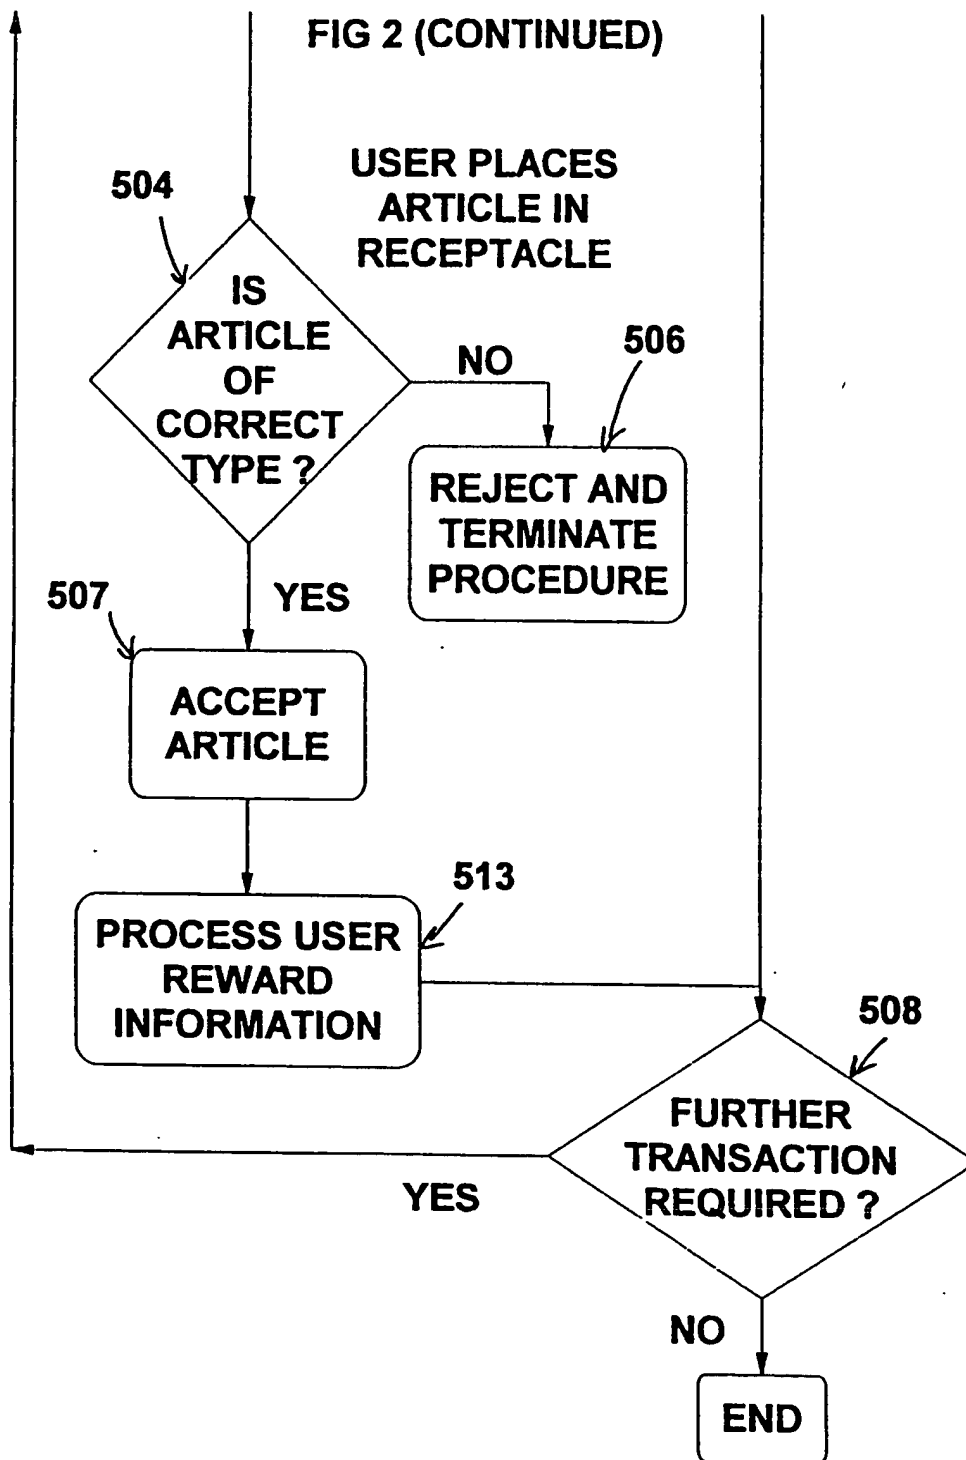 FIG 2 (CONTINUED)
USER PLACES
ARTICLE IN
RECEPTACLE
504
IS
ARTICLE
OF
CORRECT
TYPE ?
NO
506
REJECT AND
TERMINATE
PROCEDURE
YES
507
ACCEPT
ARTICLE
513
PROCESS USER
REWARD
INFORMATION
508
FURTHER
TRANSACTION
REQUIRED ?
YES
NO
END